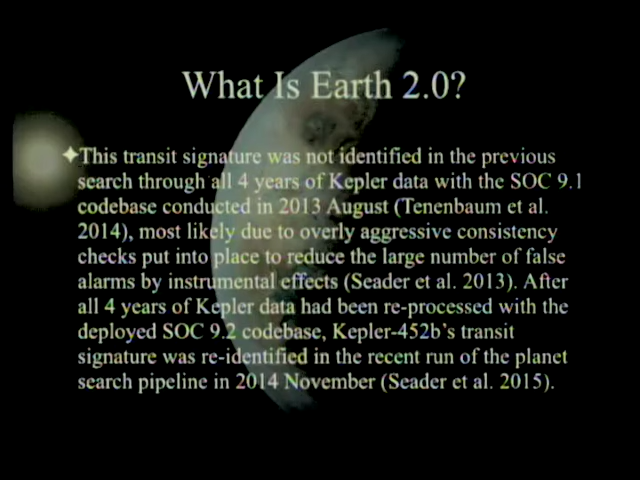 What Is Earth 2.0?
✦This transit signature was not identified in the previous
search through all 4 years of Kepler data with the SOC 9.1
codebase conducted in 2013 August (Tenenbaum et al.
2014), most likely due to overly aggressive consistency
checks put into place to reduce the large number of false
alarms by instrumental effects (Seader et al. 2013). After
all 4 years of Kepler data had been re-processed with the
deployed SOC 9.2 codebase, Kepler-452b's transit
signature was re-identified in the recent run of the planet
search pipeline in 2014 November (Seader et al. 2015).